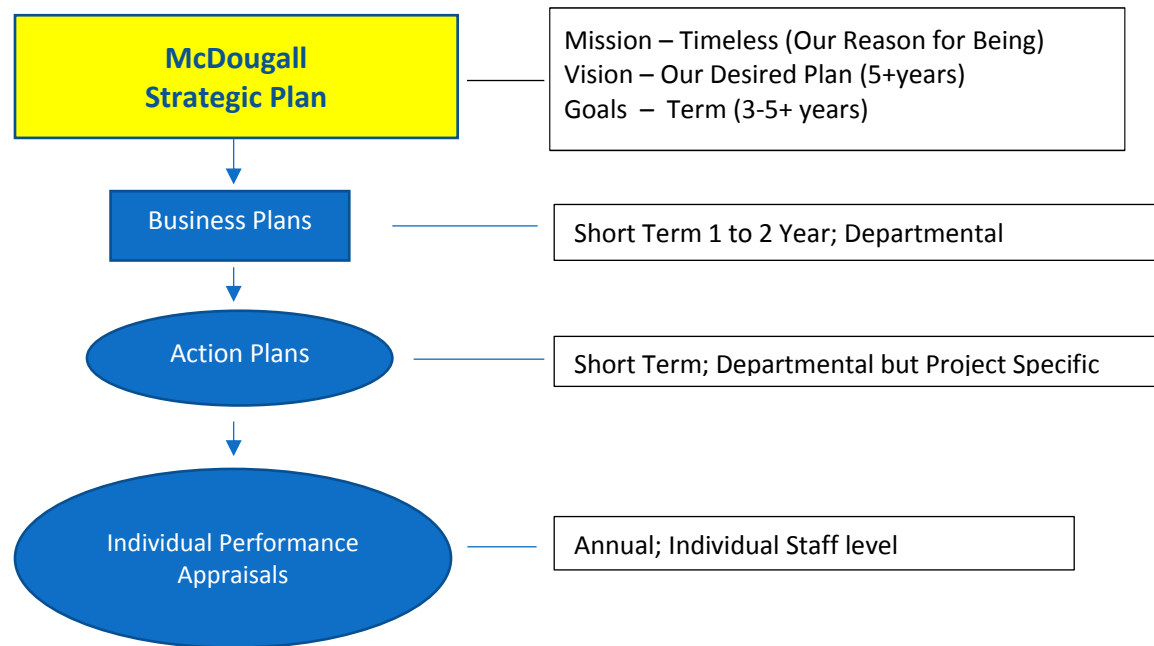 McDougall
Strategic Plan
Mission – Timeless (Our Reason for Being)
Vision – Our Desired Plan (5+years)
Goals – Term (3-5+ years)
Business Plans
Short Term 1 to 2 Year; Departmental
Action Plans
Short Term; Departmental but Project Specific
Individual Performance
Appraisals
Annual; Individual Staff level